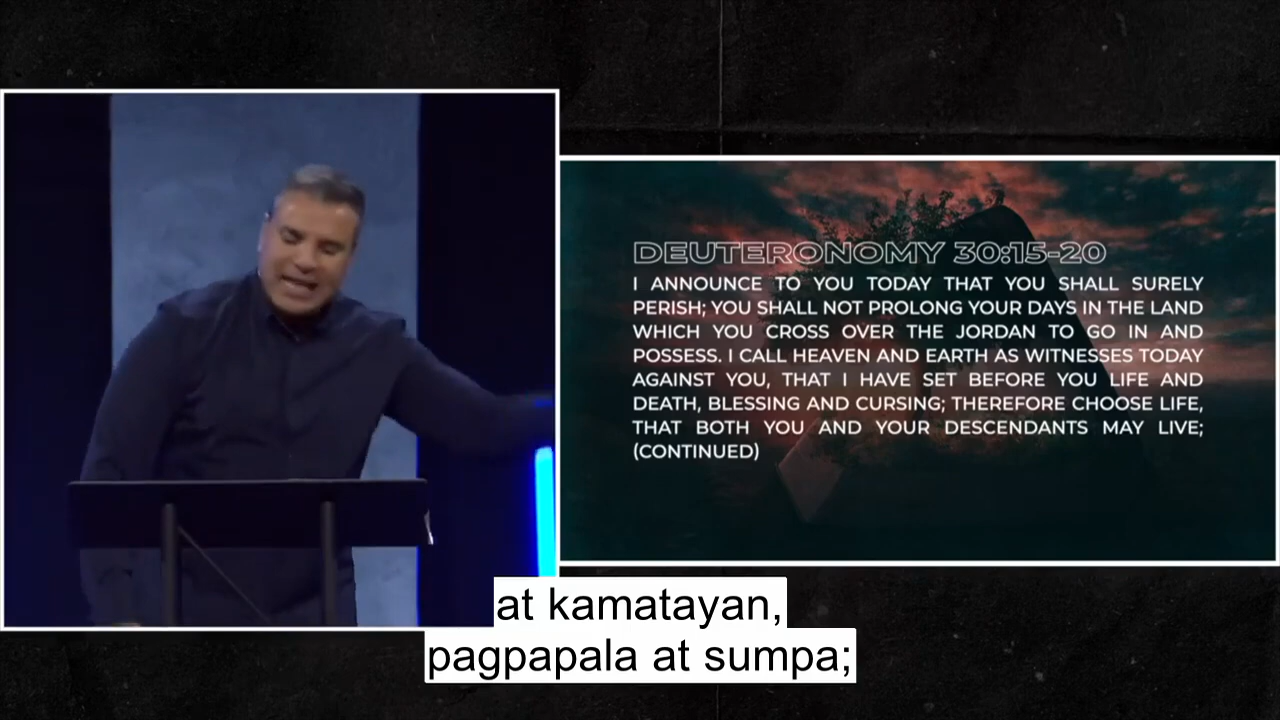 DEUTERONOMY 30:15-20
I ANNOUNCE TO YOU TODAY THAT YOU SHALL SURELY
PERISH; YOU SHALL NOT PROLONG YOUR DAYS IN THE LAND
WHICH YOU CROSS OVER THE JORDAN TO GO IN AND
POSSESS. I CALL HEAVEN AND EARTH AS WITNESSES TODAY
AGAINST YOU, THAT I HAVE SET BEFORE YOU LIFE AND
DEATH, BLESSING AND CURSING; THEREFORE CHOOSE LIFE,
THAT BOTH YOU AND YOUR DESCENDANTS MAY LIVE;
(CONTINUED)
at kamatayan,
pagpapala at sumpa;